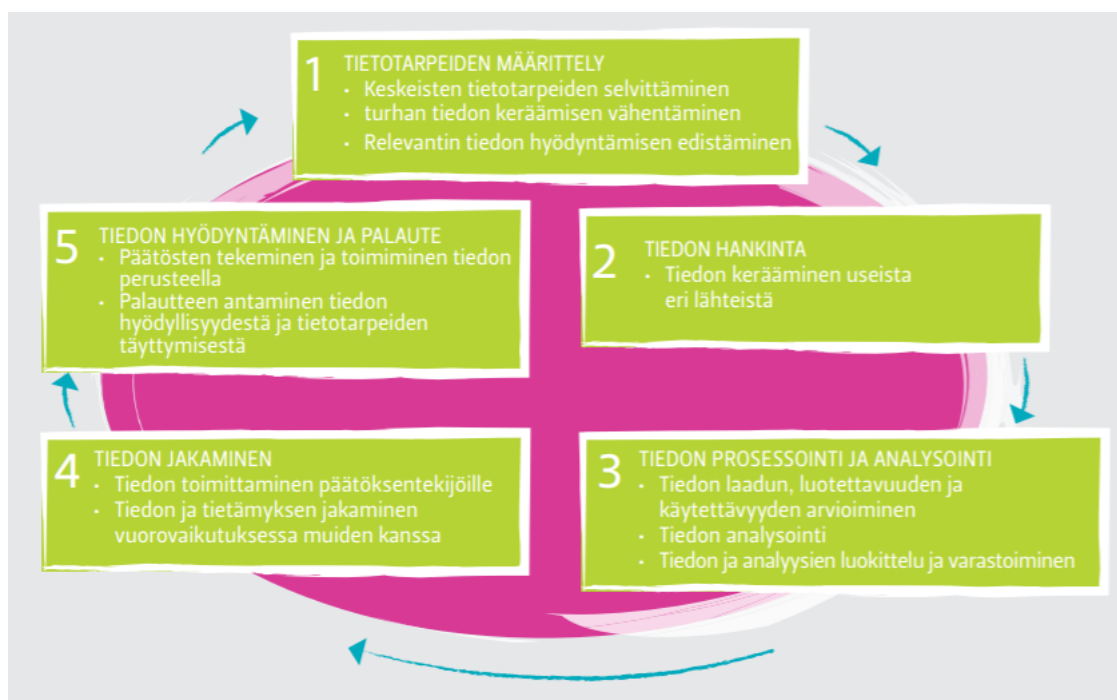 1
TIETOTARPEIDEN MÄÄRITTELY
• Keskeisten tietotarpeiden selvittäminen
• turhan tiedon keräämisen vähentäminen
• Relevantin tiedon hyödyntämisen edistäminen
2
TIEDON HANKINTA
• Tiedon kerääminen useista
eri lähteistä
3
TIEDON PROSESSOINTI JA ANALYSOINTI
• Tiedon laadun, luotettavuuden ja
käytettävyyden arvioiminen
• Tiedon analysointi
• Tiedon ja analyysien luokittelu ja varastoiminen
4
TIEDON JAKAMINEN
• Tiedon toimittaminen päätöksentekijöille
• Tiedon ja tietämyksen jakaminen
vuorovaikutuksessa muiden kanssa
5
TIEDON HYÖDYNTÄMINEN JA PALAUTE
• Päätösten tekeminen ja toimiminen tiedon
perusteella
• Palautteen antaminen tiedon
hyödyllisyydestä ja tietotarpeiden
täyttymisestä